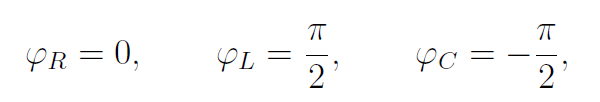 φ_R = 0, φ_L = π/2, φ_C = −π/2,